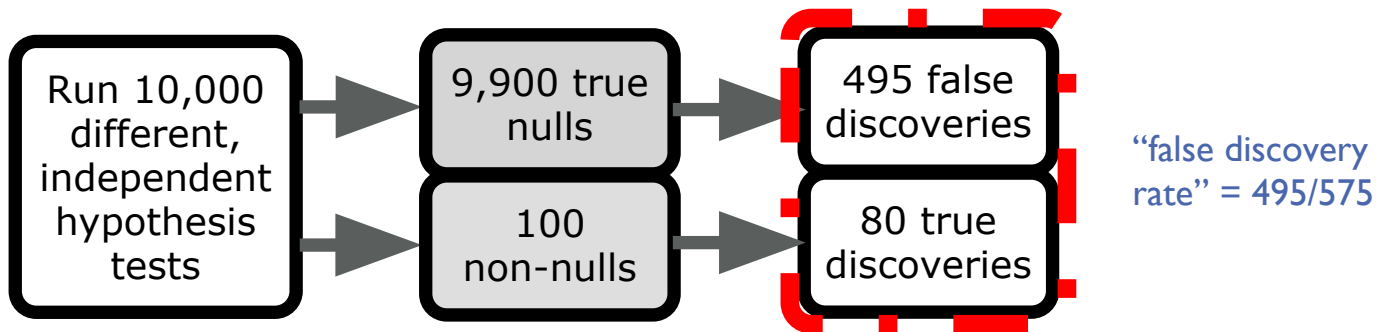 Run 10,000
different,
independent
hypothesis
tests
9,900 true
nulls
100
non-nulls
495 false
discoveries
80 true
discoveries
“false discovery
rate” = 495/575